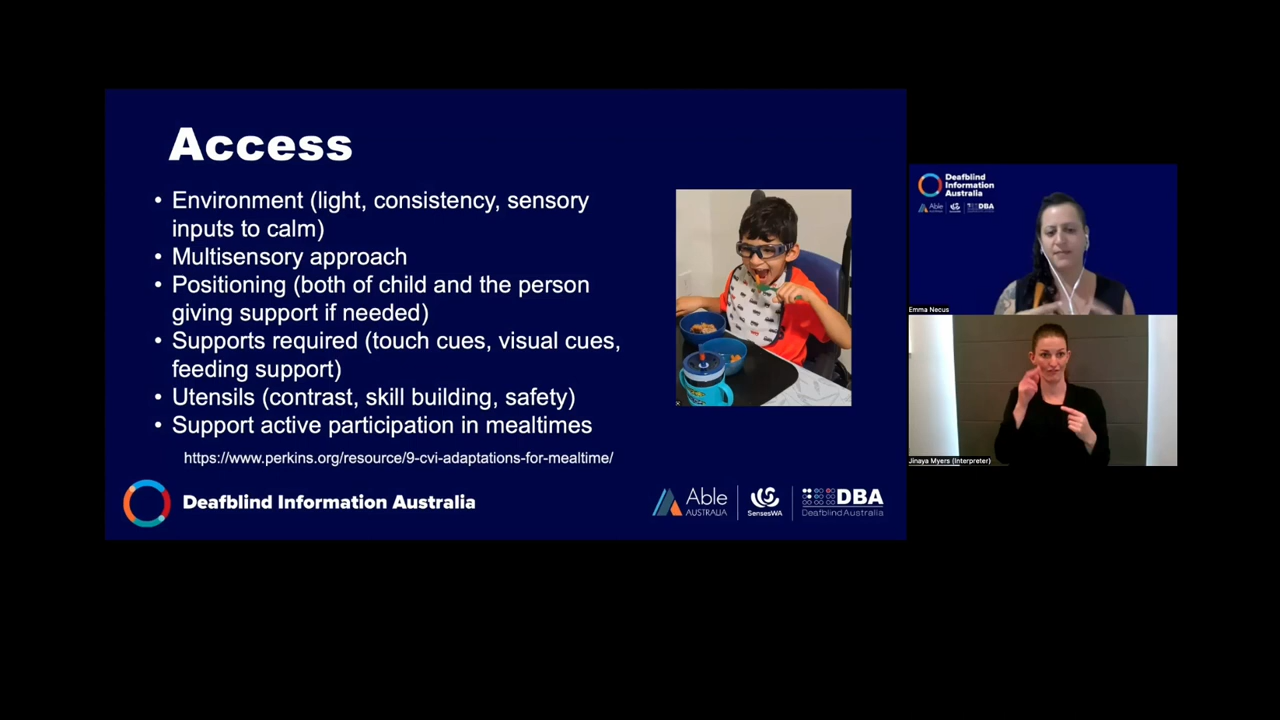 Access
• Environment (light, consistency, sensory
inputs to calm)
• Multisensory approach
• Positioning (both of child and the person
giving support if needed)
• Supports required (touch cues, visual cues,
feeding support)
• Utensils (contrast, skill building, safety)
• Support active participation in mealtimes
https://www.perkins.org/resource/9-cvi-adaptations-for-mealtime/
Deafblind Information Australia
Able
AUSTRALIA
SensesWA
DBA
DeafblindAustralia
Deafblind
Information
Australia
Able
DBA
Emma Necus
Jinaya Myers (Interpreter)